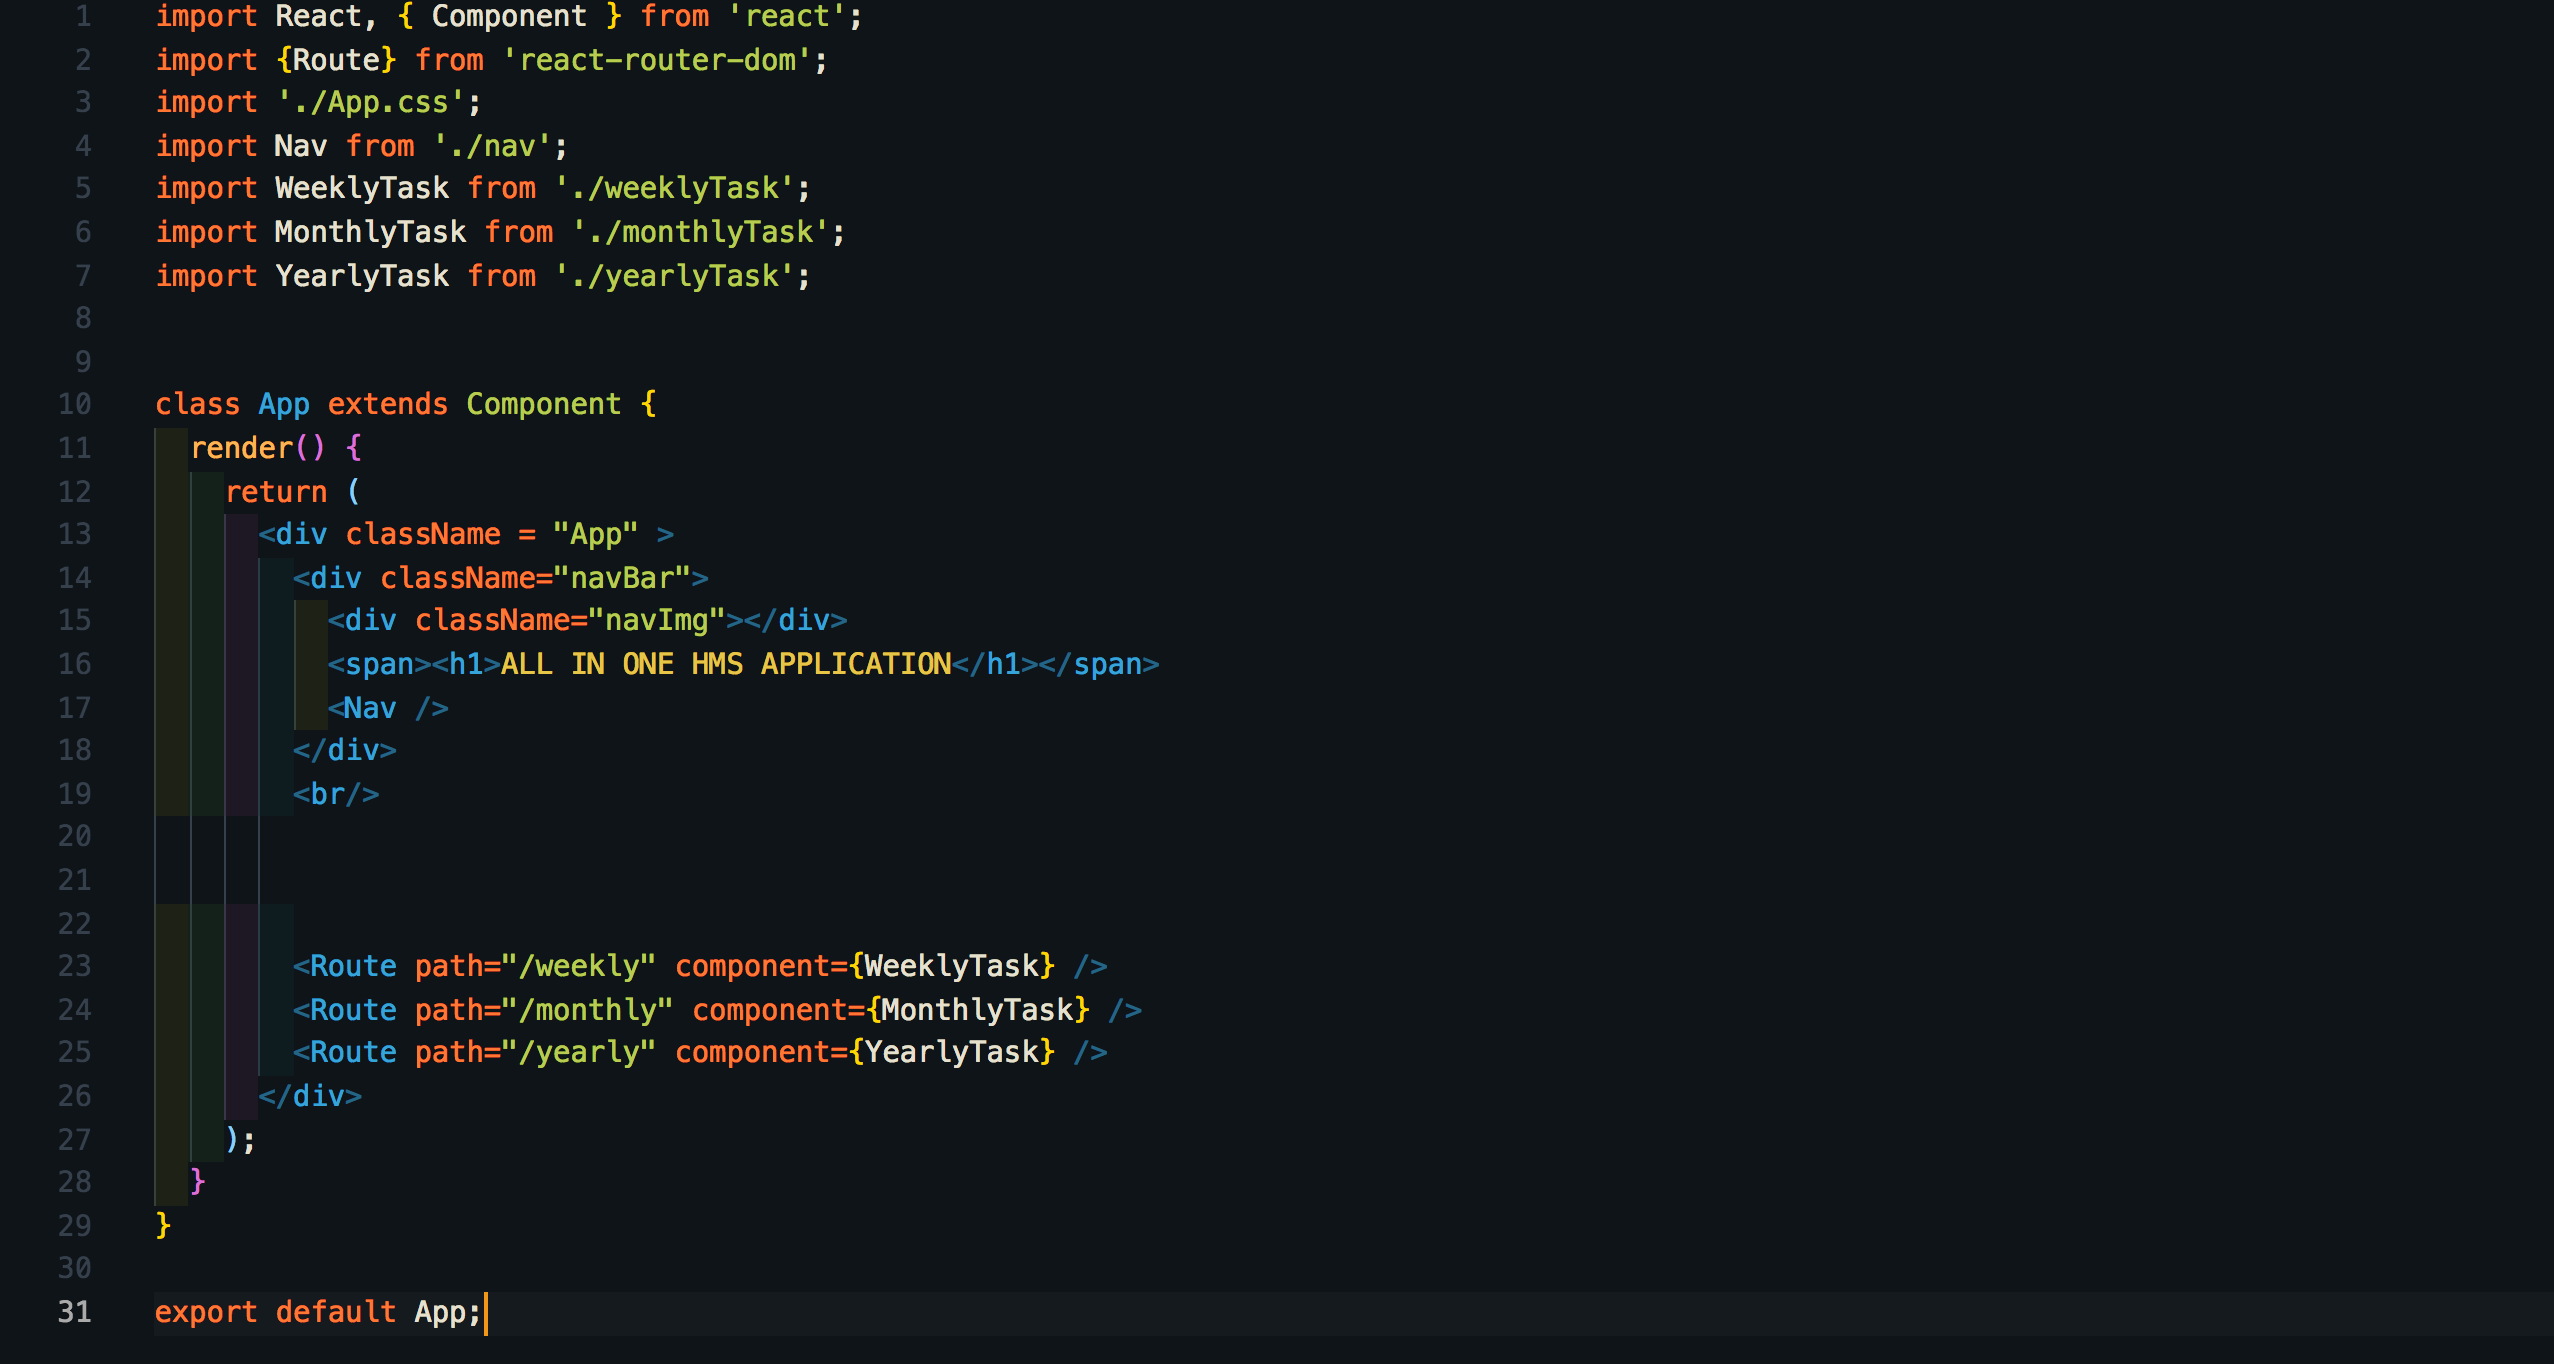 1 import React, { Component } from 'react';
2 import {Route} from 'react-router-dom';
3 import './App.css';
4 import Nav from './nav';
5 import WeeklyTask from './weeklyTask';
6 import MonthlyTask from './monthlyTask';
7 import YearlyTask from './yearlyTask';
8
9
10 class App extends Component {
11   render() {
12     return (
13       <div className = "App" >
14         <div className="navBar">
15           <div className="navImg"></div>
16           <span><h1>ALL IN ONE HMS APPLICATION</h1></span>
17           <Nav />
18         </div>
19         <br/>
20
21
22
23         <Route path="/weekly" component={WeeklyTask} />
24         <Route path="/monthly" component={MonthlyTask} />
25         <Route path="/yearly" component={YearlyTask} />
26       </div>
27     );
28   }
29 }
30
31 export default App;